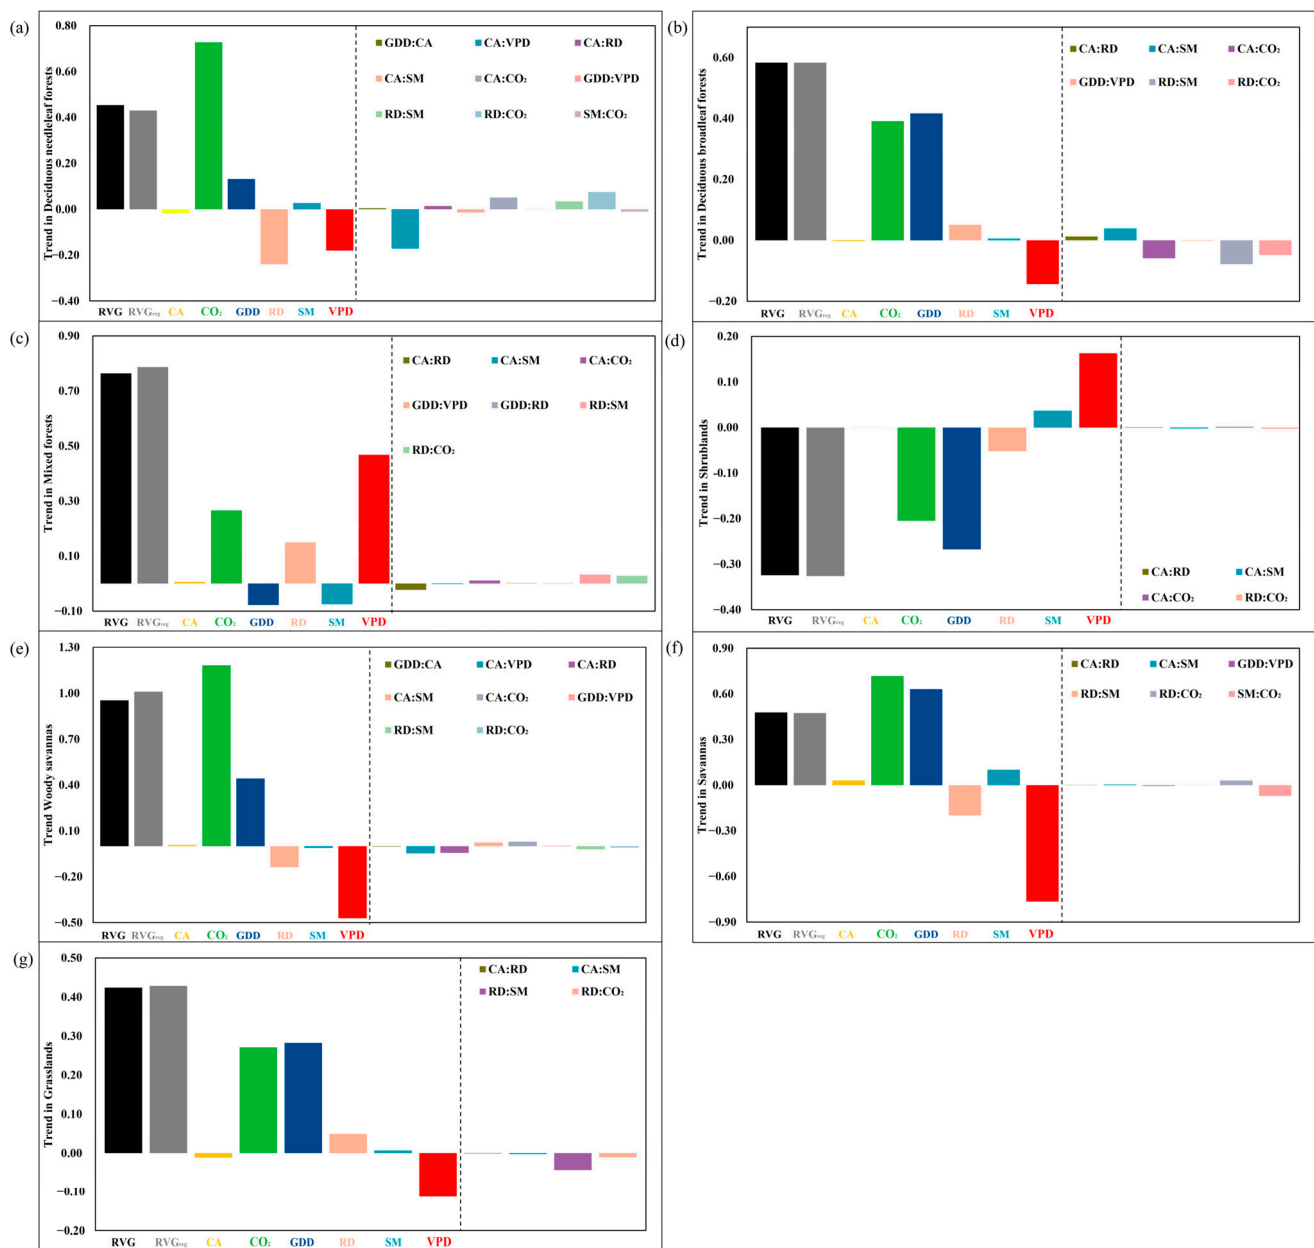 (a)
Trend in Deciduous needleleaf forests
0.80
0.60
0.40
0.20
0.00
−0.20
−0.40
GDD:CA CA:VPD CA:RD
CA:SM CA:CO₂ GDD:VPD
RD:SM RD:CO₂ SM:CO₂
RVG RVGreg CA CO₂ GDD RD SM VPD
(b)
Trend in Deciduous broadleaf forests
0.60
0.40
0.20
0.00
−0.20
CA:RD CA:SM CA:CO₂
GDD:VPD RD:SM RD:CO₂
RVG RVGreg CA CO₂ GDD RD SM VPD
(c)
Trend in Mixed forests
0.90
0.70
0.50
0.30
0.10
−0.10
CA:RD CA:SM CA:CO₂
GDD:VPD GDD:RD RD:SM
RD:CO₂
RVG RVGreg CA CO₂ GDD RD SM VPD
(d)
Trend in Shrublands
0.20
0.10
0.00
−0.10
−0.20
−0.30
−0.40
CA:RD CA:SM
CA:CO₂ RD:CO₂
RVG RVGreg CA CO₂ GDD RD SM VPD
(e)
Trend Woody savannas
1.30
1.00
0.70
0.40
0.10
−0.20
−0.50
GDD:CA CA:VPD CA:RD
CA:SM CA:CO₂ GDD:VPD
RD:SM RD:CO₂
RVG RVGreg CA CO₂ GDD RD SM VPD
(f)
Trend in Savannas
0.90
0.60
0.30
0.00
−0.30
−0.60
−0.90
CA:RD CA:SM GDD:VPD
RD:SM RD:CO₂ SM:CO₂
RVG RVGreg CA CO₂ GDD RD SM VPD
(g)
Trend in Grasslands
0.50
0.40
0.30
0.20
0.10
0.00
−0.10
−0.20
CA:RD CA:SM
RD:SM RD:CO₂
RVG RVGreg CA CO₂ GDD RD SM VPD